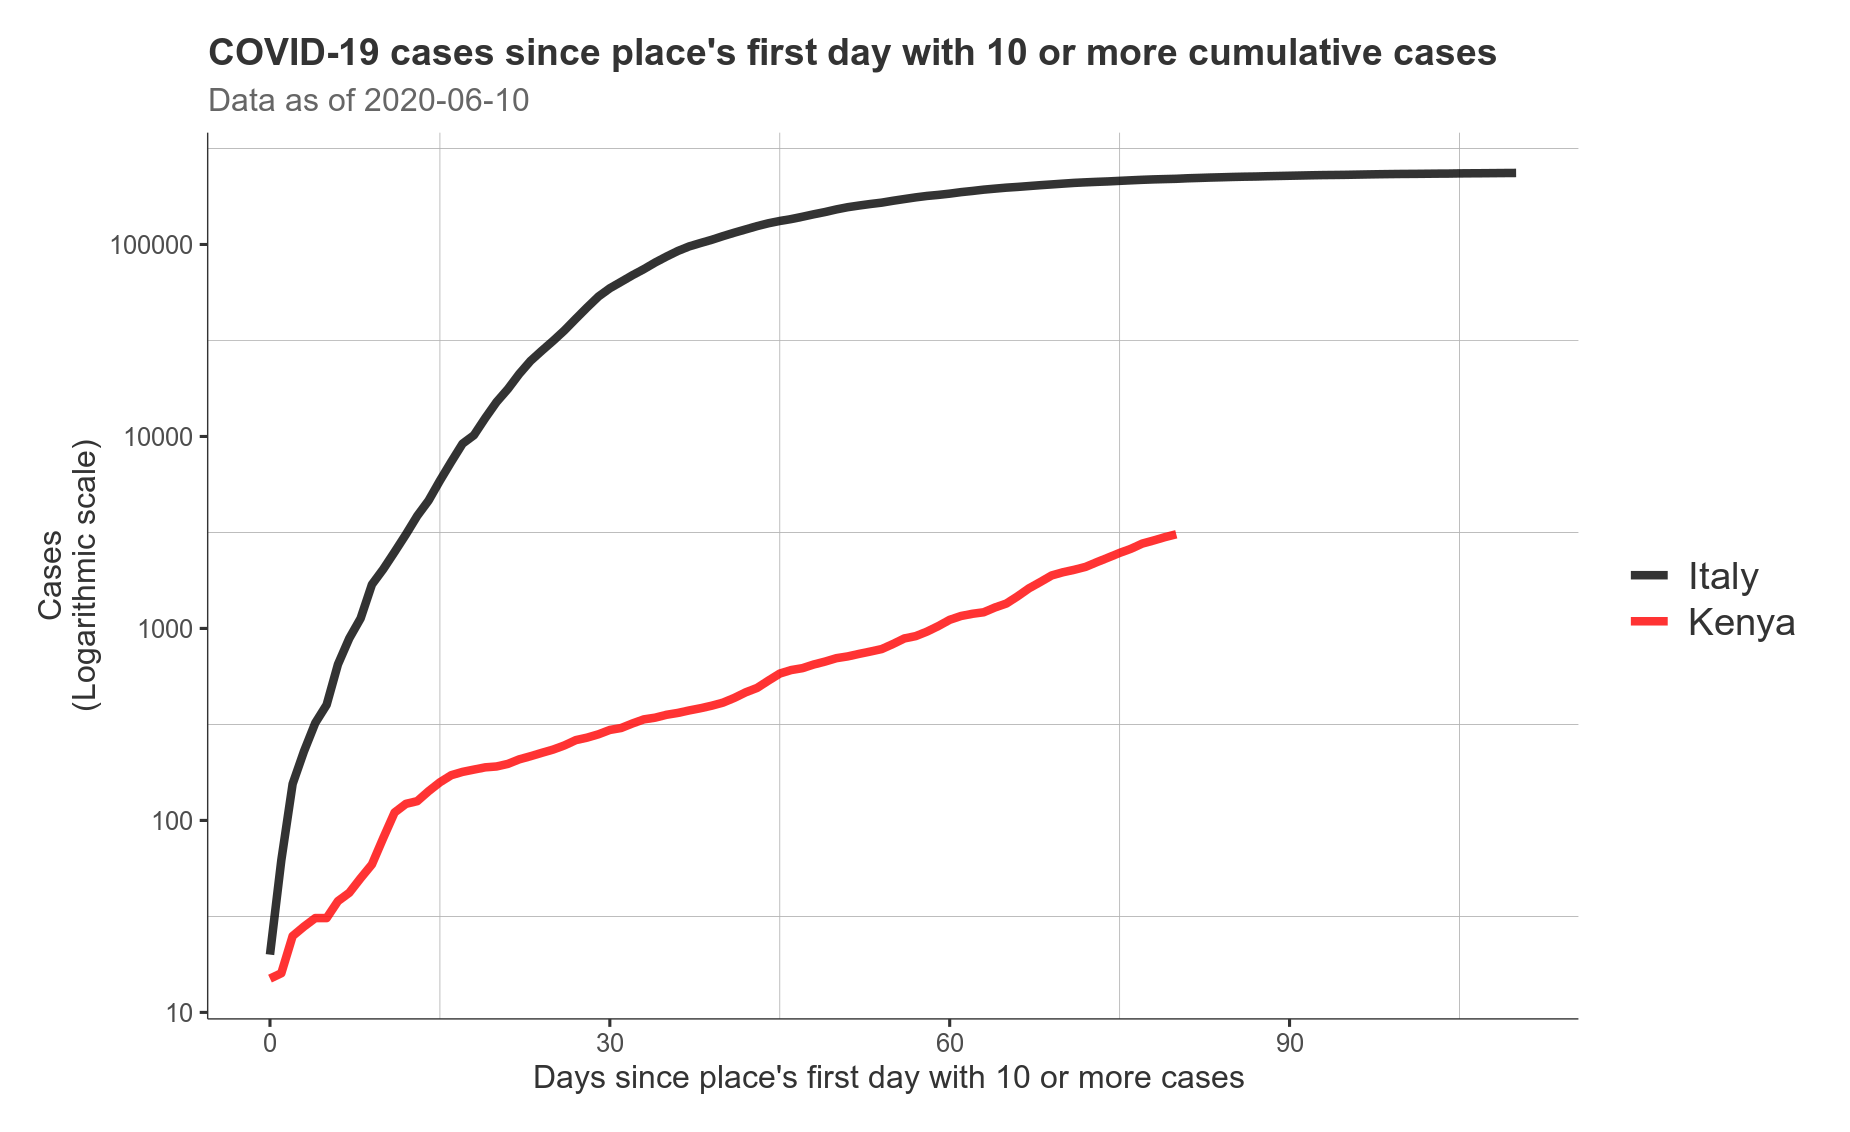 COVID-19 cases since place's first day with 10 or more cumulative cases
Data as of 2020-06-10
Cases
(Logarithmic scale)
100000
10000
1000
100
10
0
30
60
90
Days since place's first day with 10 or more cases
Italy
Kenya